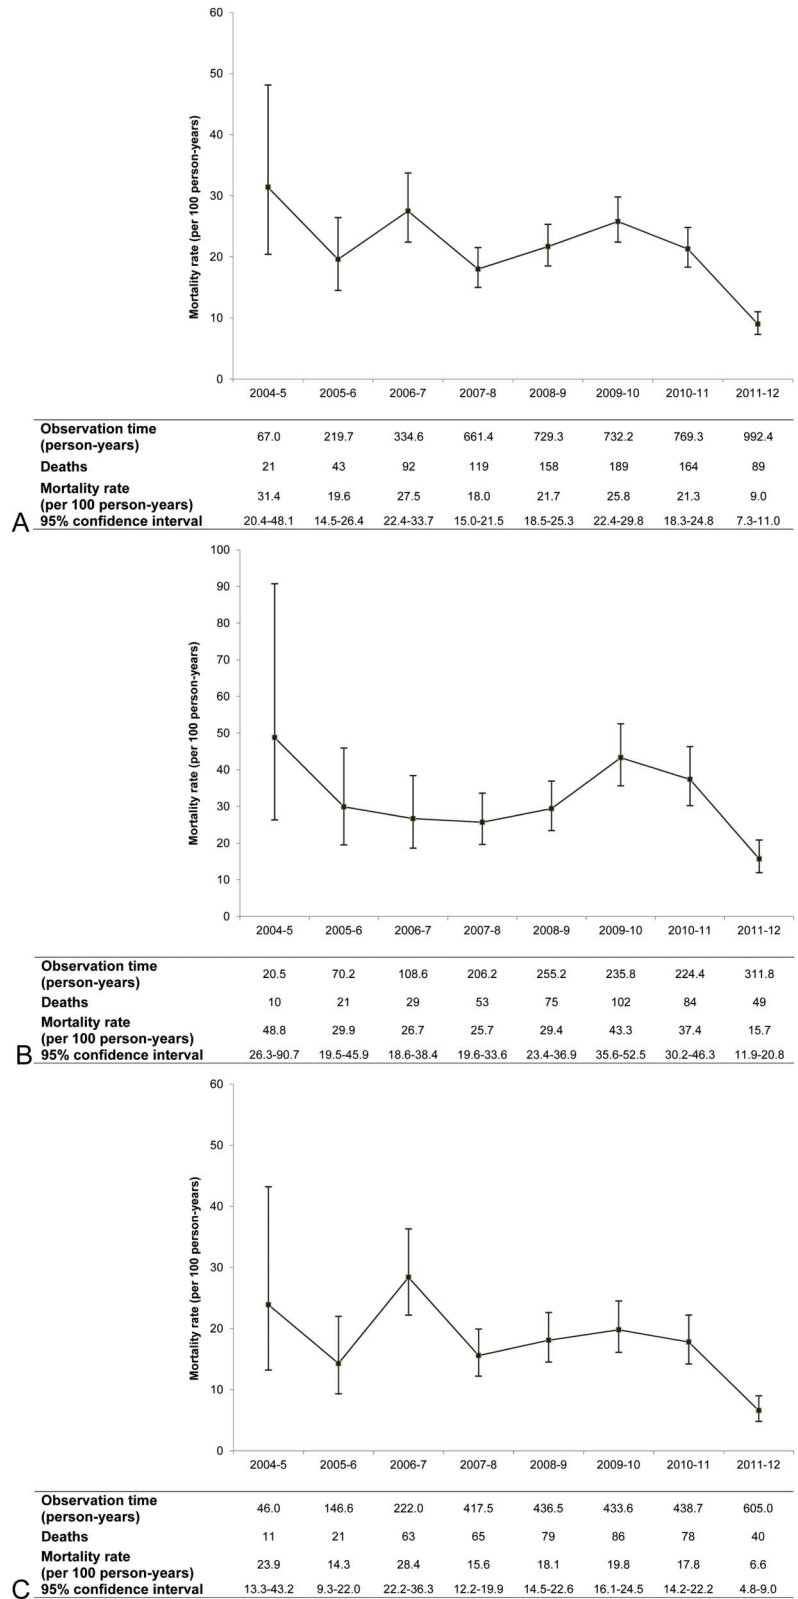 60
50
40
30
20
10
0
Mortality rate (per 100 person-years)
2004-5 2005-6 2006-7 2007-8 2008-9 2009-10 2010-11 2011-12
Observation time
(person-years) 67.0 219.7 334.6 661.4 729.3 732.2 769.3 992.4
Deaths 21 43 92 119 158 189 164 89
Mortality rate
(per 100 person-years) 31.4 19.6 27.5 18.0 21.7 25.8 21.3 9.0
A 95% confidence interval 20.4-48.1 14.5-26.4 22.4-33.7 15.0-21.5 18.5-25.3 22.4-29.8 18.3-24.8 7.3-11.0
100
90
80
70
60
50
40
30
20
10
0
Mortality rate (per 100 person-years)
2004-5 2005-6 2006-7 2007-8 2008-9 2009-10 2010-11 2011-12
Observation time
(person-years) 20.5 70.2 108.6 206.2 255.2 235.8 224.4 311.8
Deaths 10 21 29 53 75 102 84 49
Mortality rate
(per 100 person-years) 48.8 29.9 26.7 25.7 29.4 43.3 37.4 15.7
B 95% confidence interval 26.3-90.7 19.5-45.9 18.6-38.4 19.6-33.6 23.4-36.9 35.6-52.5 30.2-46.3 11.9-20.8
60
50
40
30
20
10
0
Mortality rate (per 100 person-years)
2004-5 2005-6 2006-7 2007-8 2008-9 2009-10 2010-11 2011-12
Observation time
(person-years) 46.0 146.6 222.0 417.5 436.5 433.6 438.7 605.0
Deaths 11 21 63 65 79 86 78 40
Mortality rate
(per 100 person-years) 23.9 14.3 28.4 15.6 18.1 19.8 17.8 6.6
C 95% confidence interval 13.3-43.2 9.3-22.0 22.2-36.3 12.2-19.9 14.5-22.6 16.1-24.5 14.2-22.2 4.8-9.0